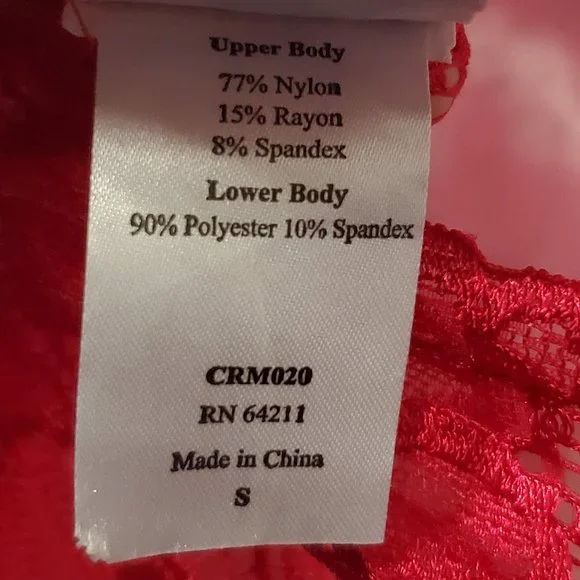 Upper Body
77% Nylon
15% Rayon
8% Spandex
Lower Body
90% Polyester 10% Spandex
CRM020
RN 64211
Made in China
S